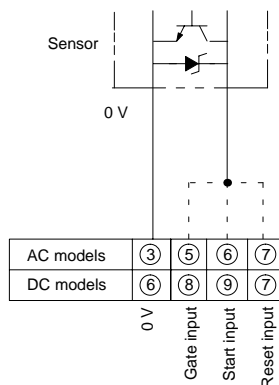 Sensor
0 V
AC models ③ ⑤ ⑥ ⑦
DC models ⑥ ⑧ ⑨ ⑦
0 V
Gate input
Start input
Reset input